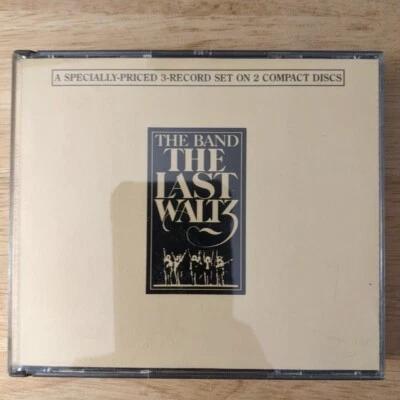 A SPECIALLY-PRICED 3-RECORD SET ON 2 COMPACT DISCS
THE BAND
THE
LAST
WALTZ